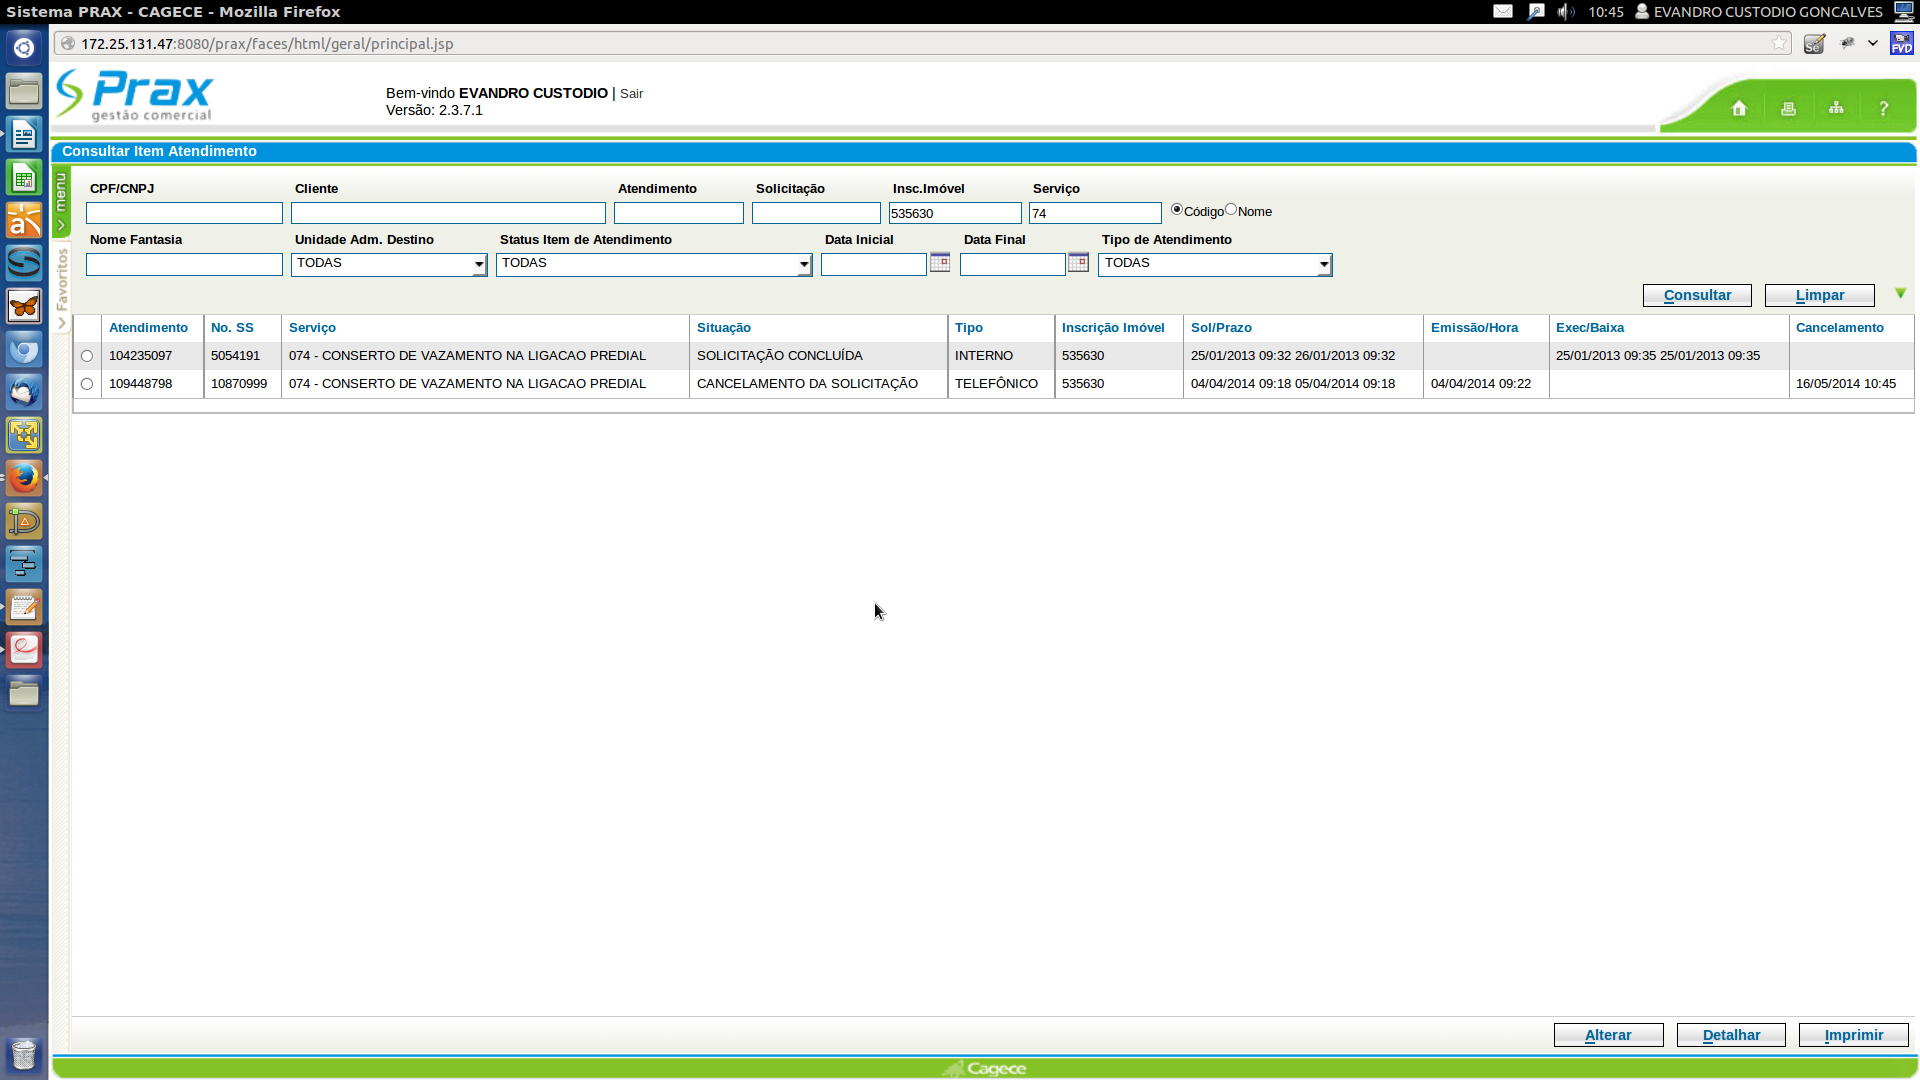 Sistema PRAX - CAGECE - Mozilla Firefox
10:45 EVANDRO CUSTODIO GONCALVES
172.25.131.47:8080/prax/faces/html/geral/principal.jsp
Se
FVD
Prax
gestão comercial
Bem-vindo EVANDRO CUSTODIO | Sair
Versão: 2.3.7.1
?
Consultar Item Atendimento
menu
Favoritos
CPF/CNPJ Cliente Atendimento Solicitação Insc.Imóvel Serviço
535630 74 Código Nome
Nome Fantasia Unidade Adm. Destino Status Item de Atendimento Data Inicial Data Final Tipo de Atendimento
TODAS TODAS TODAS
Consultar Limpar
Atendimento No. SS Serviço Situação Tipo Inscrição Imóvel Sol/Prazo Emissão/Hora Exec/Baixa Cancelamento
104235097 5054191 074 - CONSERTO DE VAZAMENTO NA LIGACAO PREDIAL SOLICITAÇÃO CONCLUÍDA INTERNO 535630 25/01/2013 09:32 26/01/2013 09:32 25/01/2013 09:35 25/01/2013 09:35
109448798 10870999 074 - CONSERTO DE VAZAMENTO NA LIGACAO PREDIAL CANCELAMENTO DA SOLICITAÇÃO TELEFÔNICO 535630 04/04/2014 09:18 05/04/2014 09:18 04/04/2014 09:22 16/05/2014 10:45
Alterar Detalhar Imprimir
Cagece